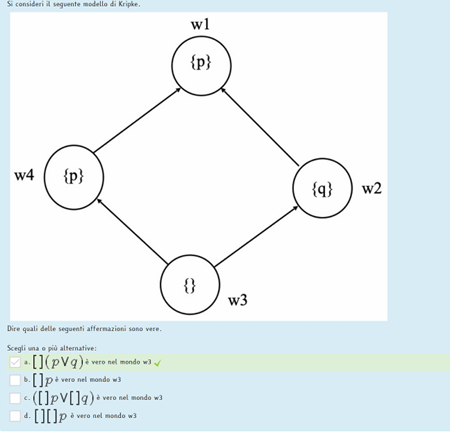 Si consideri il seguente modello di Kripke.
w1
{p}
w4
{p}
{q}
w2
{}
w3
Dire quali delle seguenti affermazioni sono vere.
Scegli una o più alternative:
a. [](p∨q) è vero nel mondo w3
b. []p è vero nel mondo w3
c. ([]p∨[]q) è vero nel mondo w3
d. [][]p è vero nel mondo w3